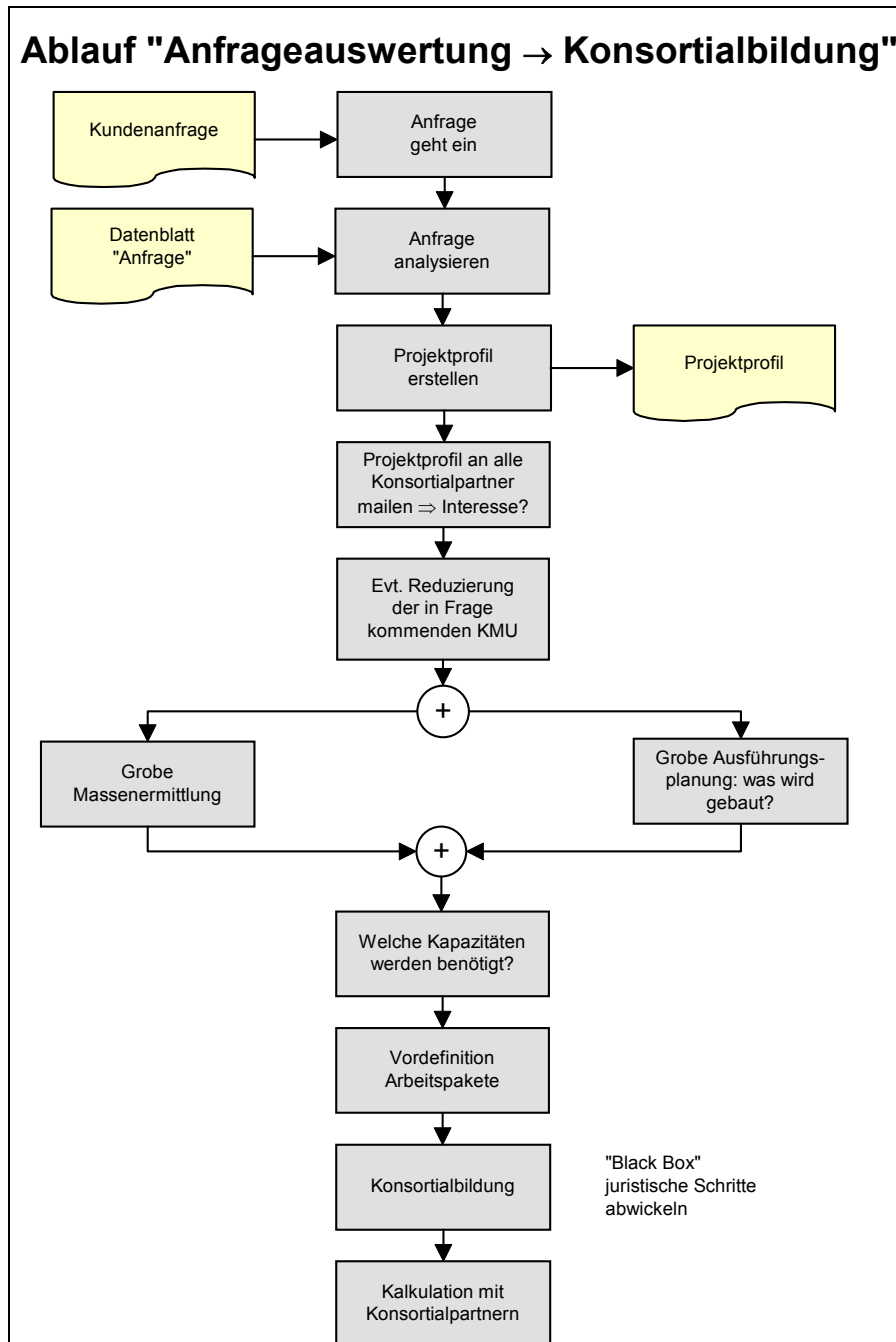 Ablauf "Anfrageauswertung → Konsortialbildung"
Kundenanfrage
Anfrage
geht ein
Datenblatt
"Anfrage"
Anfrage
analysieren
Projektprofil
erstellen
Projektprofil
Projektprofil an alle
Konsortialpartner
mailen ⇒ Interesse?
Evt. Reduzierung
der in Frage
kommenden KMU
+
Grobe
Massenermittlung
Grobe Ausführungs-
planung: was wird
gebaut?
+
Welche Kapazitäten
werden benötigt?
Vordefinition
Arbeitspakete
Konsortialbildung
"Black Box"
juristische Schritte
abwickeln
Kalkulation mit
Konsortialpartnern